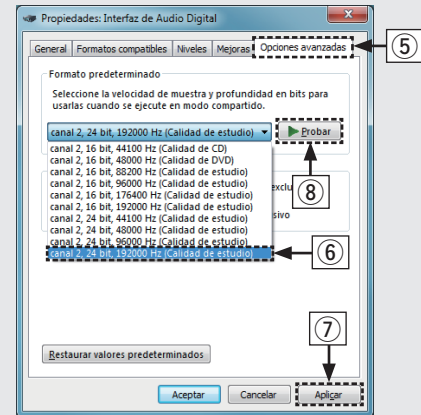 Propiedades: Interfaz de Audio Digital
General Formatos compatibles Niveles Mejoras Opciones avanzadas
⑤
Formato predeterminado
Seleccione la velocidad de muestra y profundidad en bits para
usarlas cuando se ejecute en modo compartido.
canal 2, 24 bit, 192000 Hz (Calidad de estudio)
Probar
canal 2, 16 bit, 44100 Hz (Calidad de CD)
canal 2, 16 bit, 48000 Hz (Calidad de DVD)
canal 2, 16 bit, 88200 Hz (Calidad de estudio)
canal 2, 16 bit, 96000 Hz (Calidad de estudio)
canal 2, 16 bit, 176400 Hz (Calidad de estudio)
canal 2, 16 bit, 192000 Hz (Calidad de estudio)
canal 2, 24 bit, 44100 Hz (Calidad de estudio)
canal 2, 24 bit, 48000 Hz (Calidad de estudio)
canal 2, 24 bit, 96000 Hz (Calidad de estudio)
canal 2, 24 bit, 192000 Hz (Calidad de estudio)
exclu
sivo
⑧
⑥
⑦
Restaurar valores predeterminados
Aceptar Cancelar Aplicar